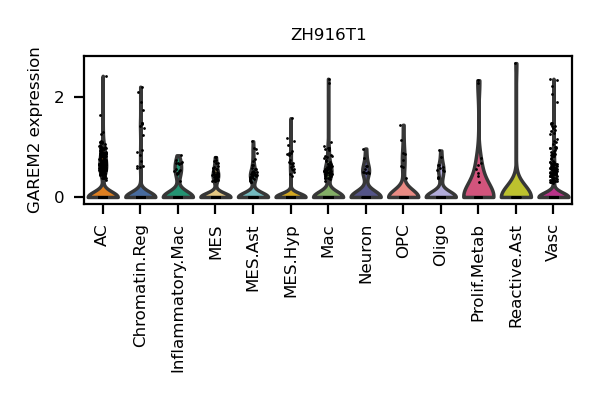 ZH916T1
GAREM2 expression
2
0
AC
Chromatin.Reg
Inflammatory.Mac
MES
MES.Ast
MES.Hyp
Mac
Neuron
OPC
Oligo
Prolif.Metab
Reactive.Ast
Vasc